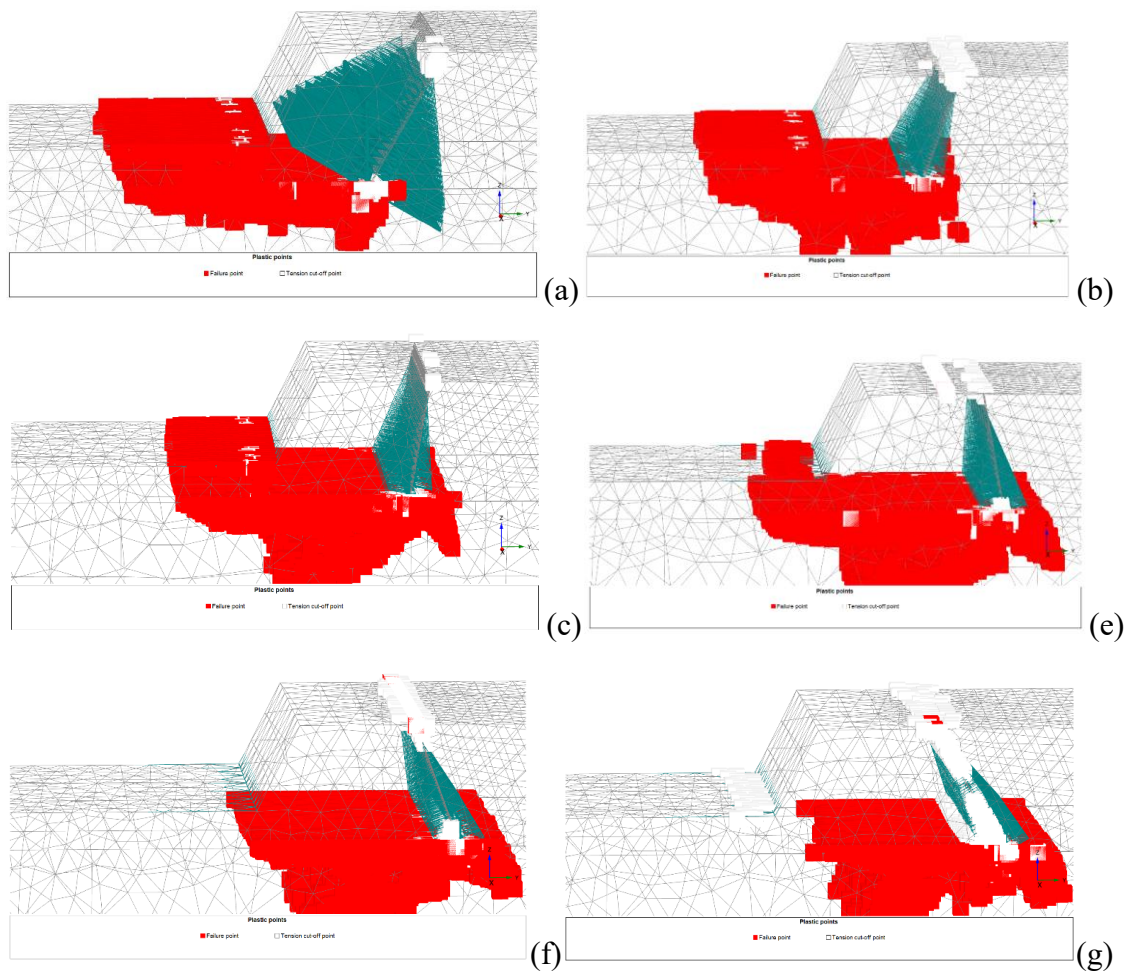 Z
Y
X
Plastic points
Failure point Tension cut-off point
(a)
Z
Y
X
Plastic points
Failure point Tension cut-off point
(b)
Z
Y
X
Plastic points
Failure point Tension cut-off point
(c)
Plastic points
Failure point Tension cut-off point
(e)
Z
X
Plastic points
Failure point Tension cut-off point
(f)
X
Plastic points
Failure point Tension cut-off point
(g)